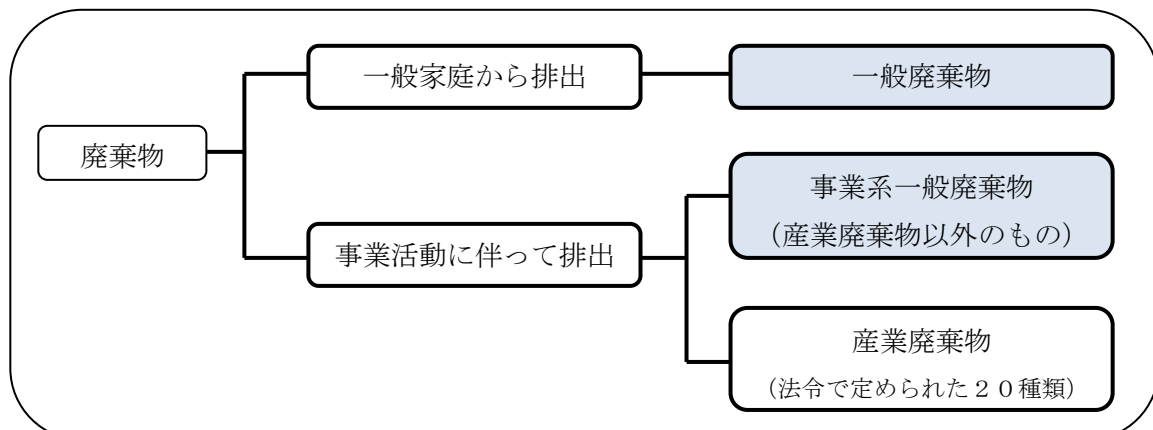 廃棄物
一般家庭から排出
一般廃棄物
事業活動に伴って排出
事業系一般廃棄物
（産業廃棄物以外のもの）
産業廃棄物
（法令で定められた２０種類）